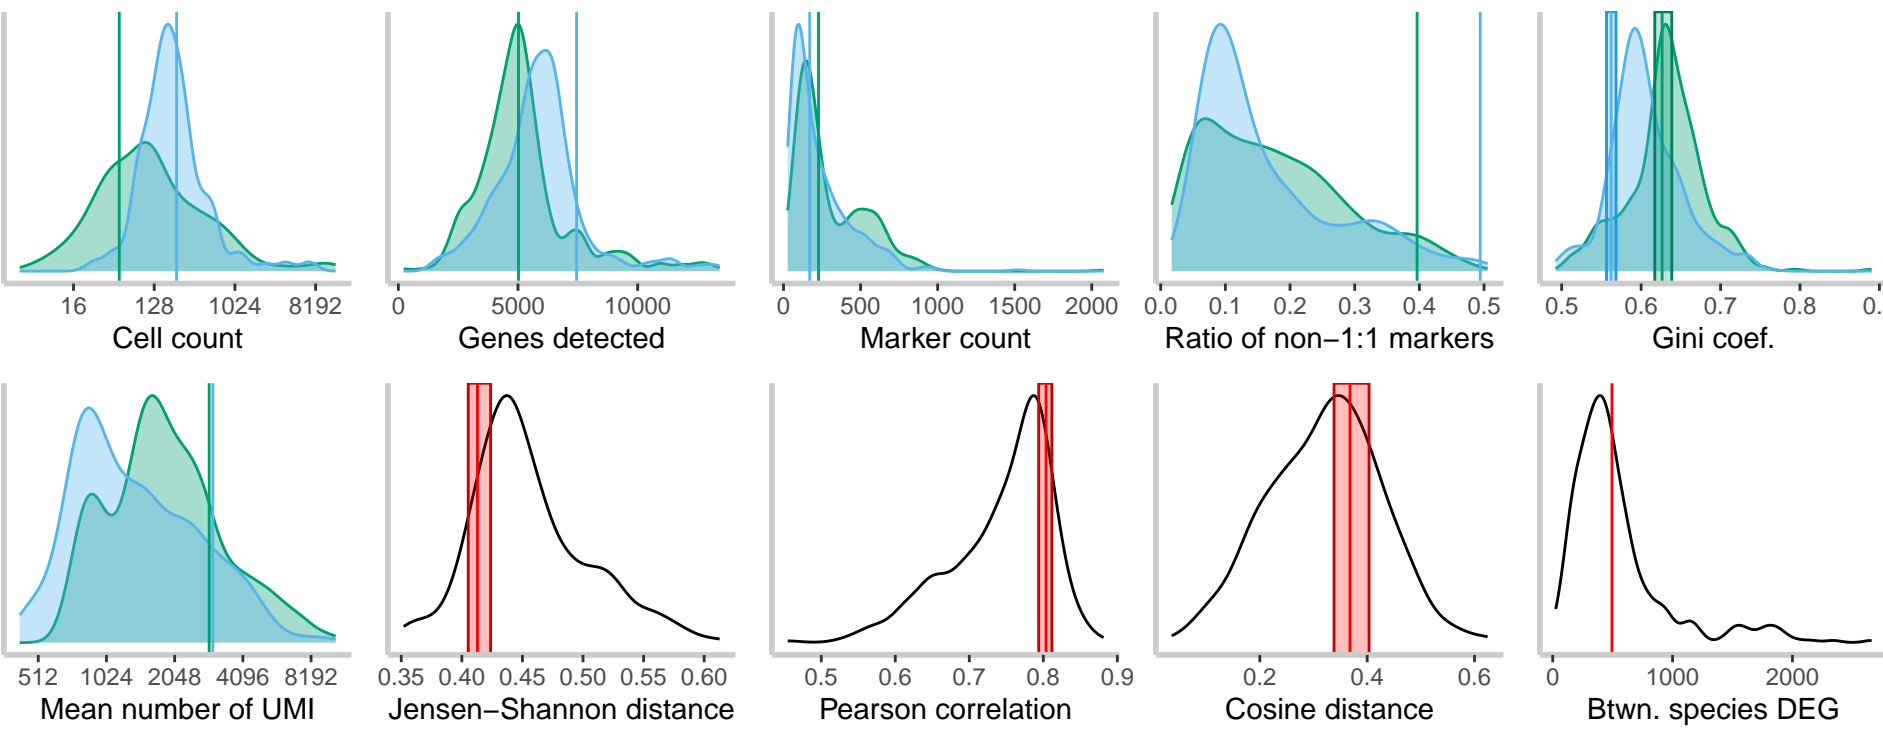 16 128 1024 8192
Cell count
0 5000 10000
Genes detected
0 500 1000 1500 2000
Marker count
0.0 0.1 0.2 0.3 0.4 0.5
Ratio of non−1:1 markers
0.5 0.6 0.7 0.8 0.
Gini coef.
512 1024 2048 4096 8192
Mean number of UMI
0.35 0.40 0.45 0.50 0.55 0.60
Jensen−Shannon distance
0.5 0.6 0.7 0.8 0.9
Pearson correlation
0.2 0.4 0.6
Cosine distance
0 1000 2000
Btwn. species DEG